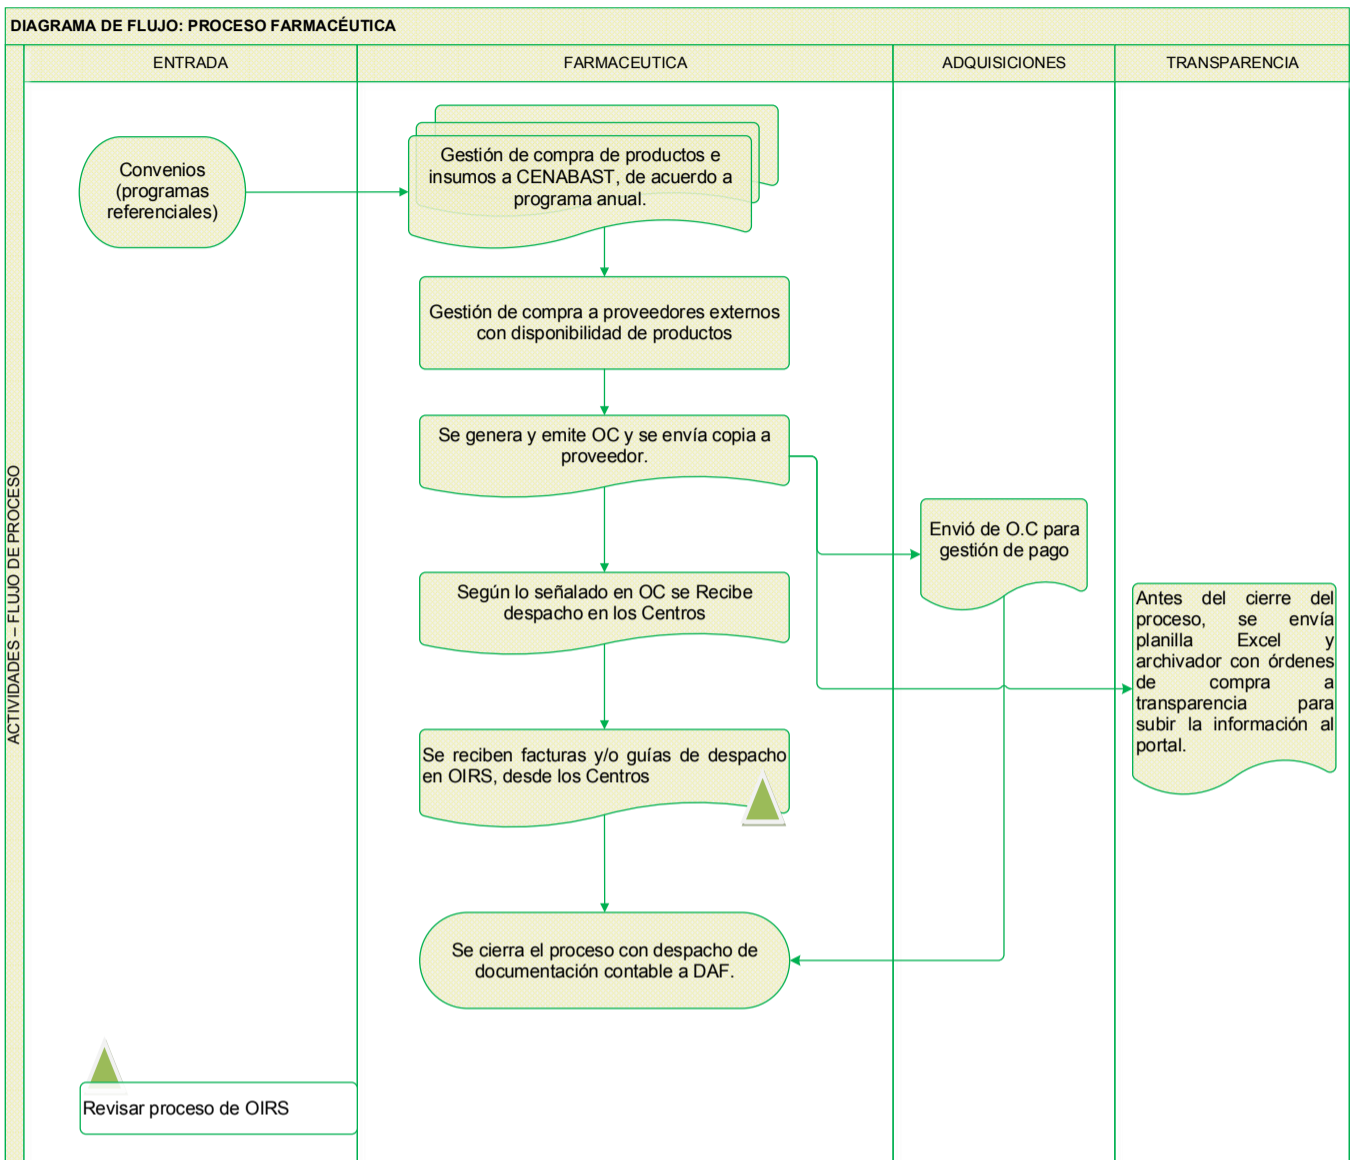 DIAGRAMA DE FLUJO: PROCESO FARMACÉUTICA
ENTRADA
FARMACEUTICA
ADQUISICIONES
TRANSPARENCIA
ACTIVIDADES – FLUJO DE PROCESO
Convenios
(programas
referenciales)
Gestión de compra de productos e
insumos a CENABAST, de acuerdo a
programa anual.
Gestión de compra a proveedores externos
con disponibilidad de productos
Se genera y emite OC y se envía copia a
proveedor.
Envió de O.C para
gestión de pago
Según lo señalado en OC se Recibe
despacho en los Centros
Antes del cierre del
proceso, se envía
planilla Excel y
archivador con órdenes
de compra a
transparencia para
subir la información al
portal.
Se reciben facturas y/o guías de despacho
en OIRS, desde los Centros
Se cierra el proceso con despacho de
documentación contable a DAF.
Revisar proceso de OIRS